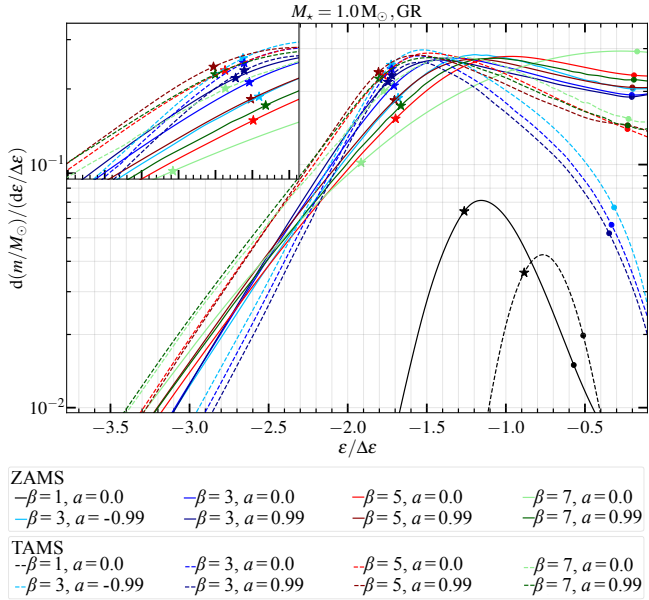 M⋆ = 1.0 M⊙, GR
d(m/M⊙)/(dε/Δε)
10⁻¹
10⁻²
−3.5 −3.0 −2.5 −2.0 −1.5 −1.0 −0.5
ε/Δε
ZAMS
β = 1, a = 0.0 β = 3, a = 0.0 β = 5, a = 0.0 β = 7, a = 0.0
β = 3, a = -0.99 β = 3, a = 0.99 β = 5, a = 0.99 β = 7, a = 0.99
TAMS
β = 1, a = 0.0 β = 3, a = 0.0 β = 5, a = 0.0 β = 7, a = 0.0
β = 3, a = -0.99 β = 3, a = 0.99 β = 5, a = 0.99 β = 7, a = 0.99